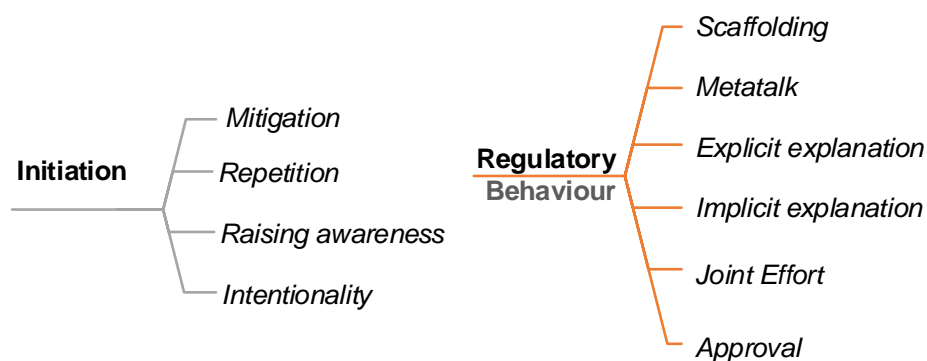 Initiation
Mitigation
Repetition
Raising awareness
Intentionality
Regulatory
Behaviour
Scaffolding
Metatalk
Explicit explanation
Implicit explanation
Joint Effort
Approval